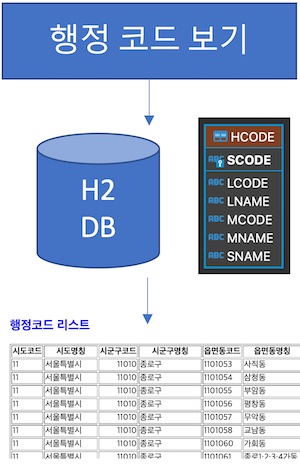 행정 코드 보기
H2
DB
HCODE
ABC SCODE
ABC LCODE
ABC LNAME
ABC MCODE
ABC MNAME
ABC SNAME
행정코드 리스트
시도코드 시도명칭 시군구코드 시군구명칭 읍면동코드 읍면동명칭
11 서울특별시 11010 종로구 1101053 사직동
11 서울특별시 11010 종로구 1101054 삼청동
11 서울특별시 11010 종로구 1101055 부암동
11 서울특별시 11010 종로구 1101056 평창동
11 서울특별시 11010 종로구 1101057 무악동
11 서울특별시 11010 종로구 1101058 교남동
11 서울특별시 11010 종로구 1101060 가회동
11 서울특별시 11010 종로구 1101061 종로1·2·3·4가동